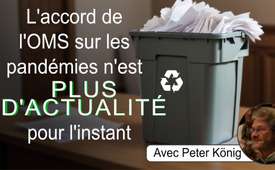 L'accord de
l'OMS sur les
pandémies n'est
PLUS
D'ACTUALITÉ
pour l'instant
Avec Peter König